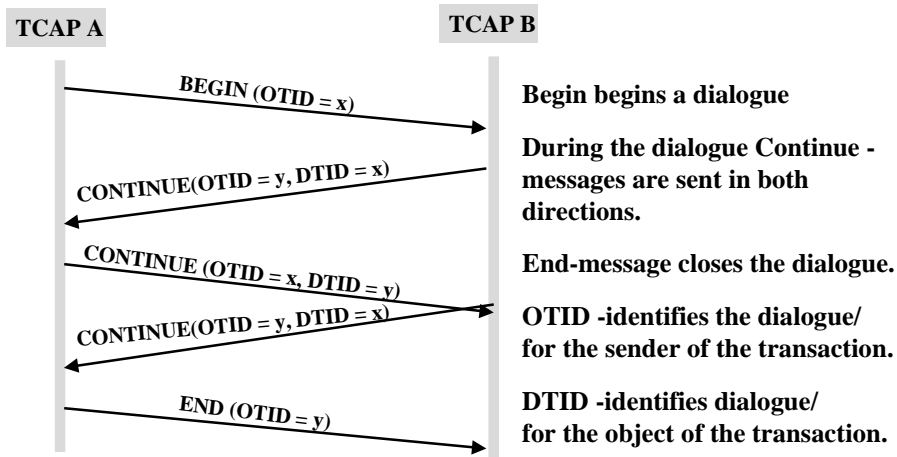 TCAP A
TCAP B
BEGIN (OTID = x)
CONTINUE(OTID = y, DTID = x)
CONTINUE (OTID = x, DTID = y)
CONTINUE(OTID = y, DTID = x)
END (OTID = y)
Begin begins a dialogue
During the dialogue Continue -
messages are sent in both
directions.
End-message closes the dialogue.
OTID -identifies the dialogue/
for the sender of the transaction.
DTID -identifies dialogue/
for the object of the transaction.